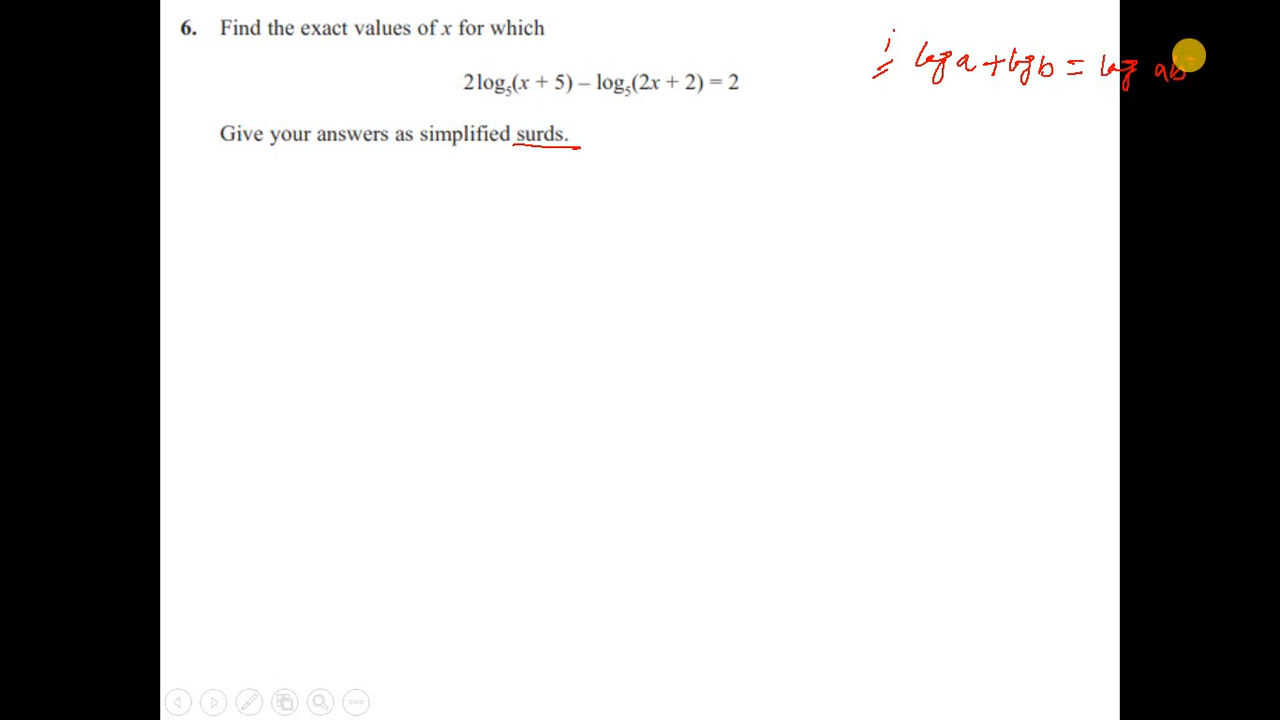 6. Find the exact values of x for which
2log₅(x + 5) – log₅(2x + 2) = 2
Give your answers as simplified surds.
i log a + log b = log ab